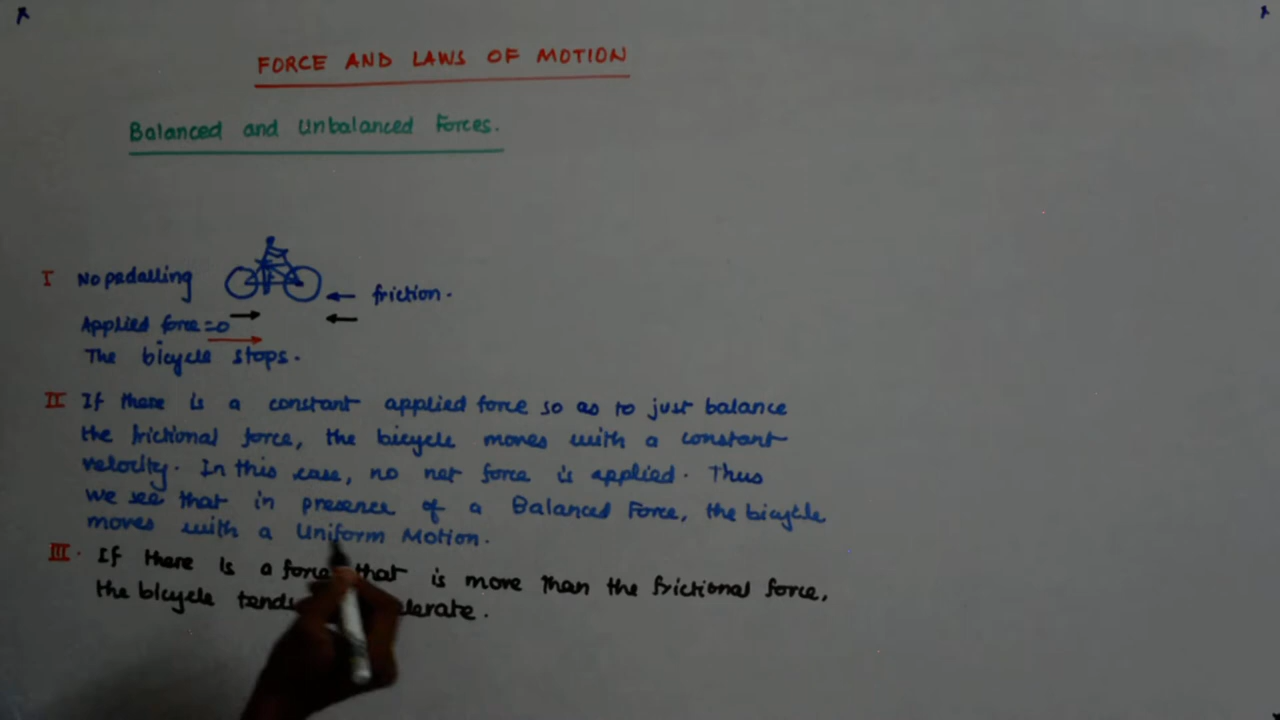 FORCE AND LAWS OF MOTION
Balanced and Unbalanced Forces.
I No pedalling
← friction.
Applied force = 0
The bicycle stops.
II If there is a constant applied force so as to just balance
the frictional force, the bicycle moves with a constant
velocity. In this case, no net force is applied. Thus
we see that in presence of a Balanced Force, the bicycle
moves with a Uniform Motion.
III. If there is a force that is more than the frictional force,
the bicycle